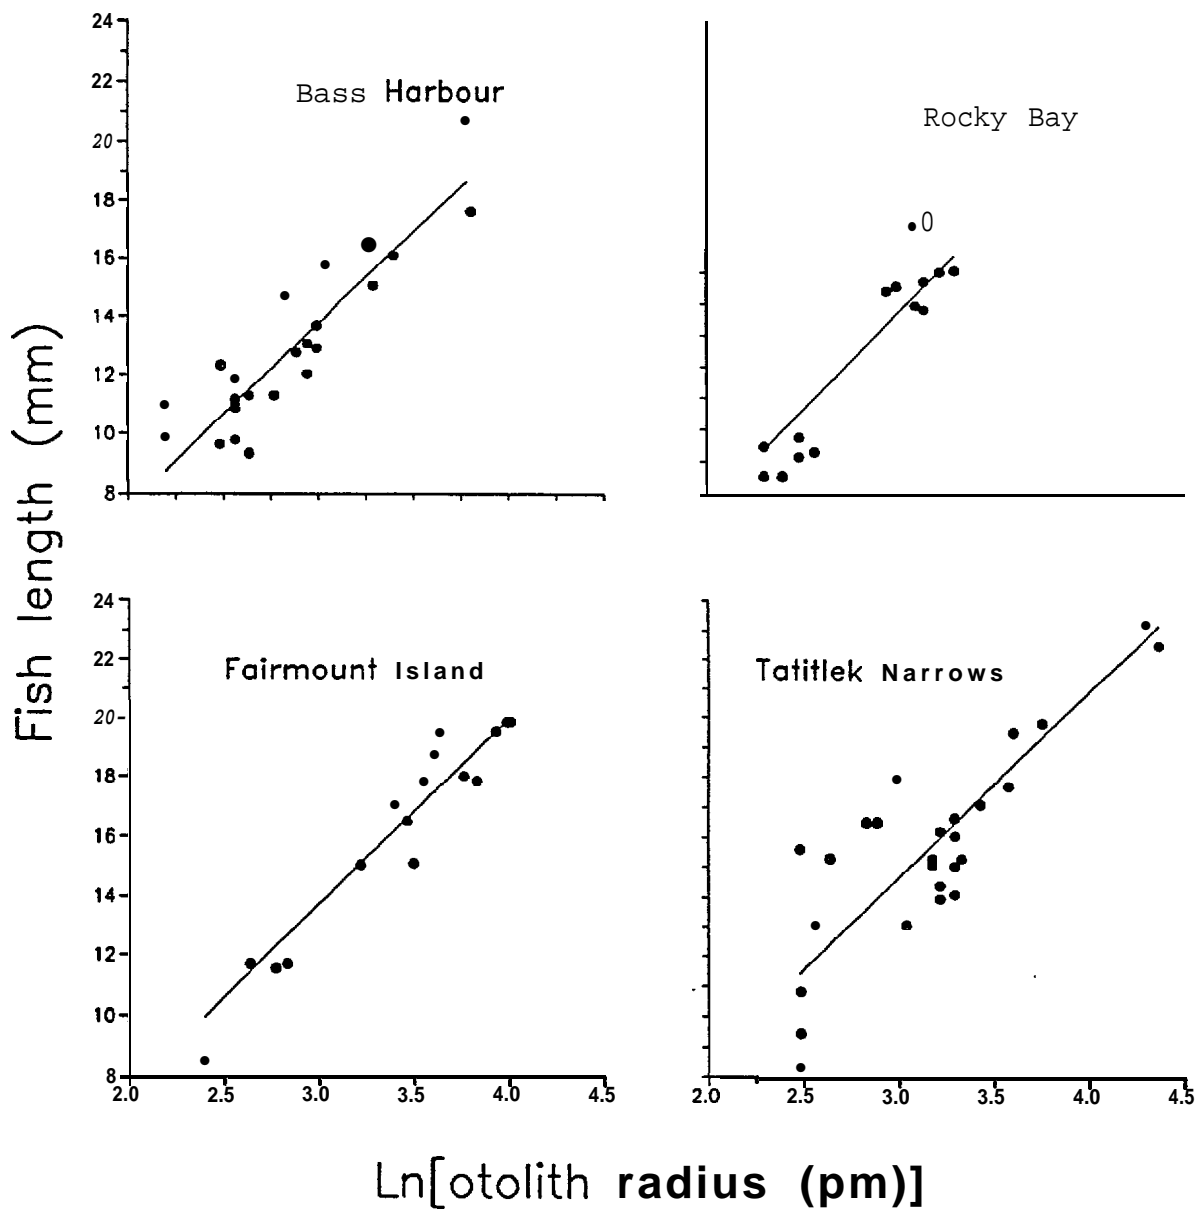 24
22
20
18
16
14
12
10
8
Bass Harbour
Rocky Bay
0
Fish length (mm)
24
22
20
18
16
14
12
10
8
Fairmount Island
Tatitlek Narrows
2.0 2.5 3.0 3.5 4.0 4.5
2.0 2.5 3.0 3.5 4.0 4.5
Ln[otolith radius (pm)]